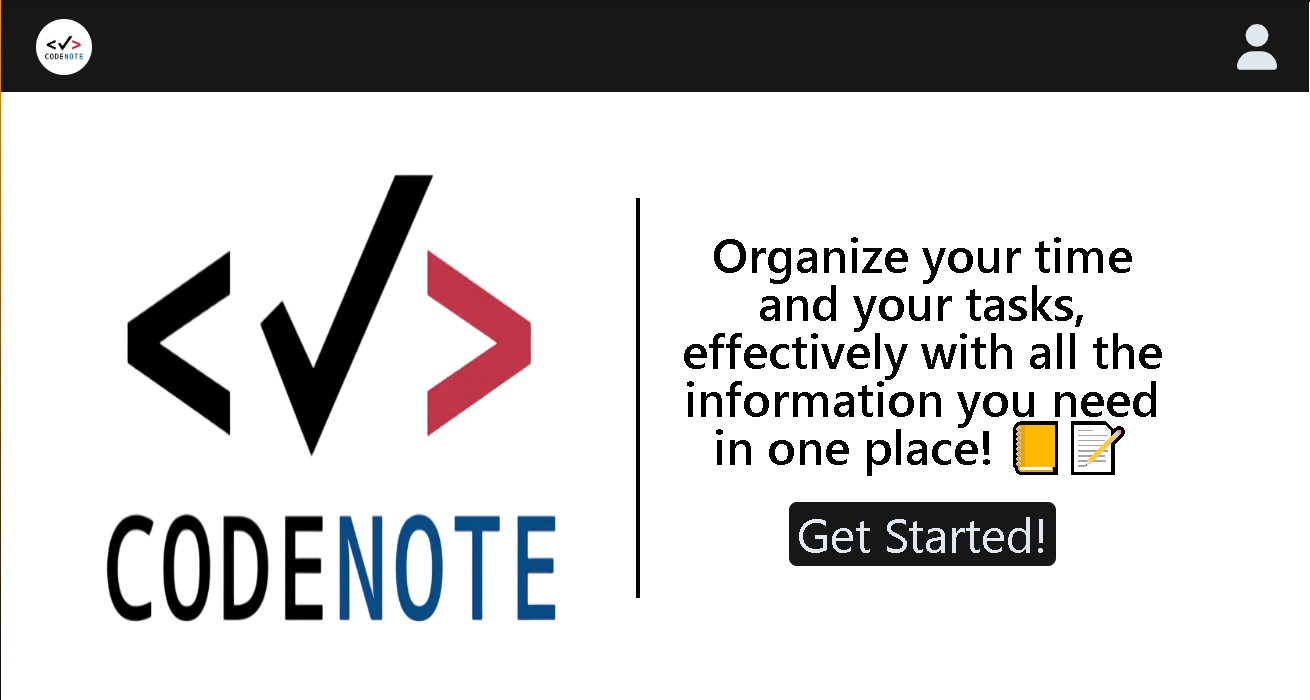 CODENOTE
CODENOTE
Organize your time
and your tasks,
effectively with all the
information you need
in one place! 📒📝
Get Started!